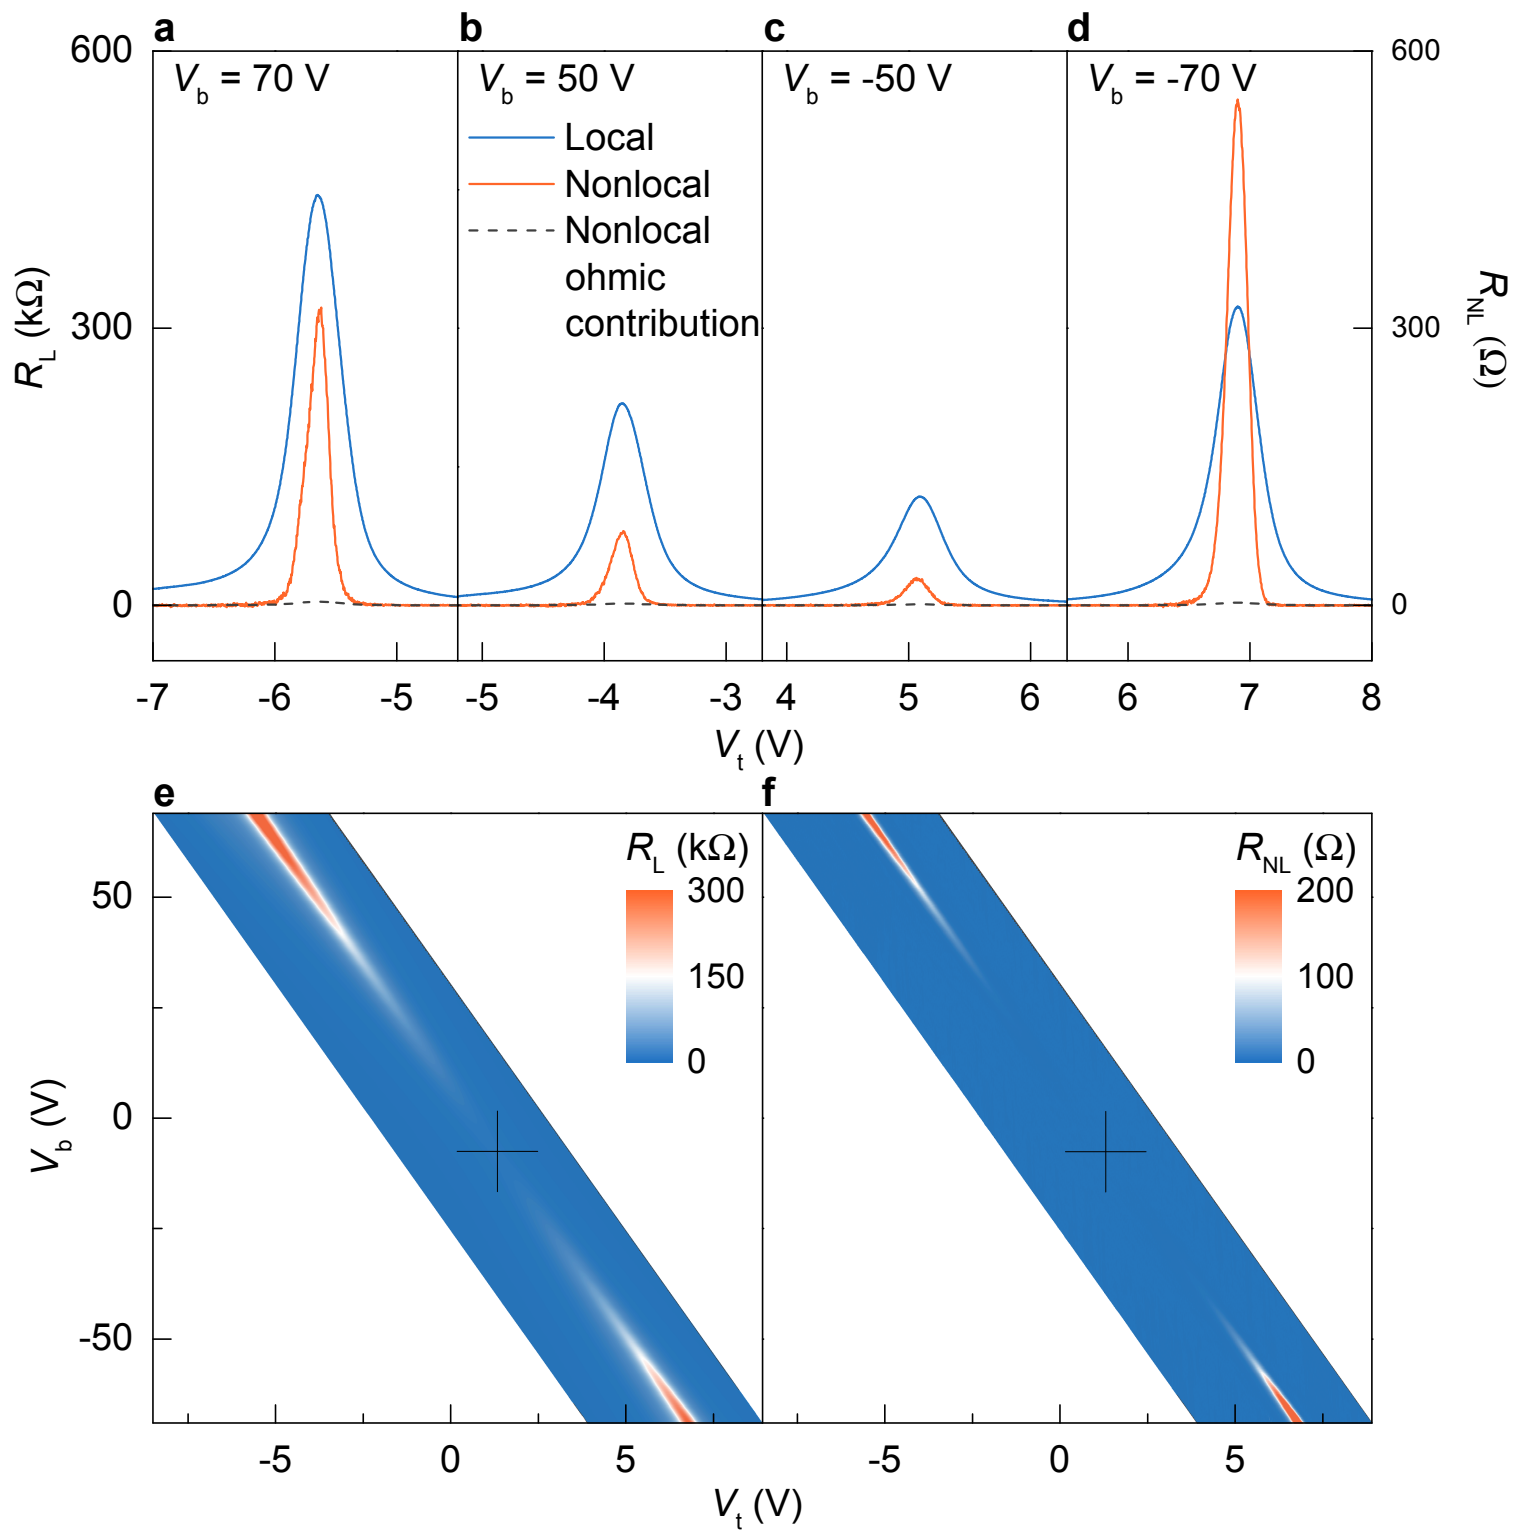 a b c d
600 600
V_b = 70 V V_b = 50 V V_b = -50 V V_b = -70 V
Local
Nonlocal
Nonlocal
ohmic
contribution
R_L (kΩ)
300 300
R_NL (Ω)
0 0
-7 -6 -5 -5 -4 -3 4 5 6 6 7 8
V_t (V)
e f
R_L (kΩ) R_NL (Ω)
50 300 200
150 100
0 0
0
V_b (V)
-50
-5 0 5 -5 0 5
V_t (V)